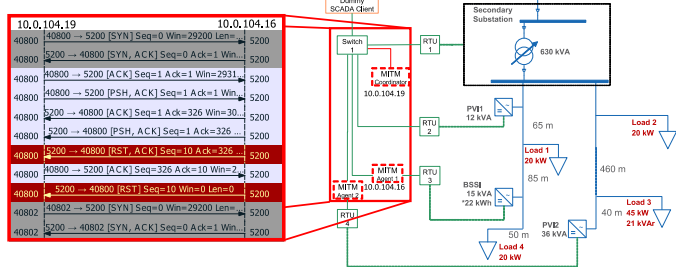 Dummy
SCADA Client
10.0.104.19
10.0.104.16
40800 → 5200 [SYN] Seq=0 Win=29200 Len=...
40800
5200
5200 → 40800 [SYN, ACK] Seq=0 Ack=1 Win...
40800
5200
40800 → 5200 [ACK] Seq=1 Ack=1 Win=2931...
40800
5200
40800 → 5200 [PSH, ACK] Seq=1 Ack=1 Win...
40800
5200
5200 → 40800 [ACK] Seq=1 Ack=326 Win=30...
40800
5200
5200 → 40800 [PSH, ACK] Seq=1 Ack=326 ...
40800
5200
5200 → 40800 [RST, ACK] Seq=10 Ack=326 ...
40800
5200
40800 → 5200 [ACK] Seq=326 Ack=10 Win=2...
40800
5200
5200 → 40800 [RST] Seq=10 Win=0 Len=0
40800
5200
40802 → 5200 [SYN] Seq=0 Win=29200 Len=...
40802
5200
5200 → 40802 [SYN, ACK] Seq=0 Ack=1 Win...
40802
5200
Switch
1
MITM
Coordinator
10.0.104.19
MITM
Agent 1
10.0.104.16
MITM
Agent 2
RTU
1
RTU
2
RTU
3
RTU
4
Secondary
Substation
630 kVA
PVI1
12 kVA
65 m
Load 1
20 kW
85 m
BSSI
15 kVA
*22 kWh
50 m
Load 4
20 kW
Load 2
20 kW
460 m
Load 3
45 kW
21 kVAr
40 m
PVI2
36 kVA